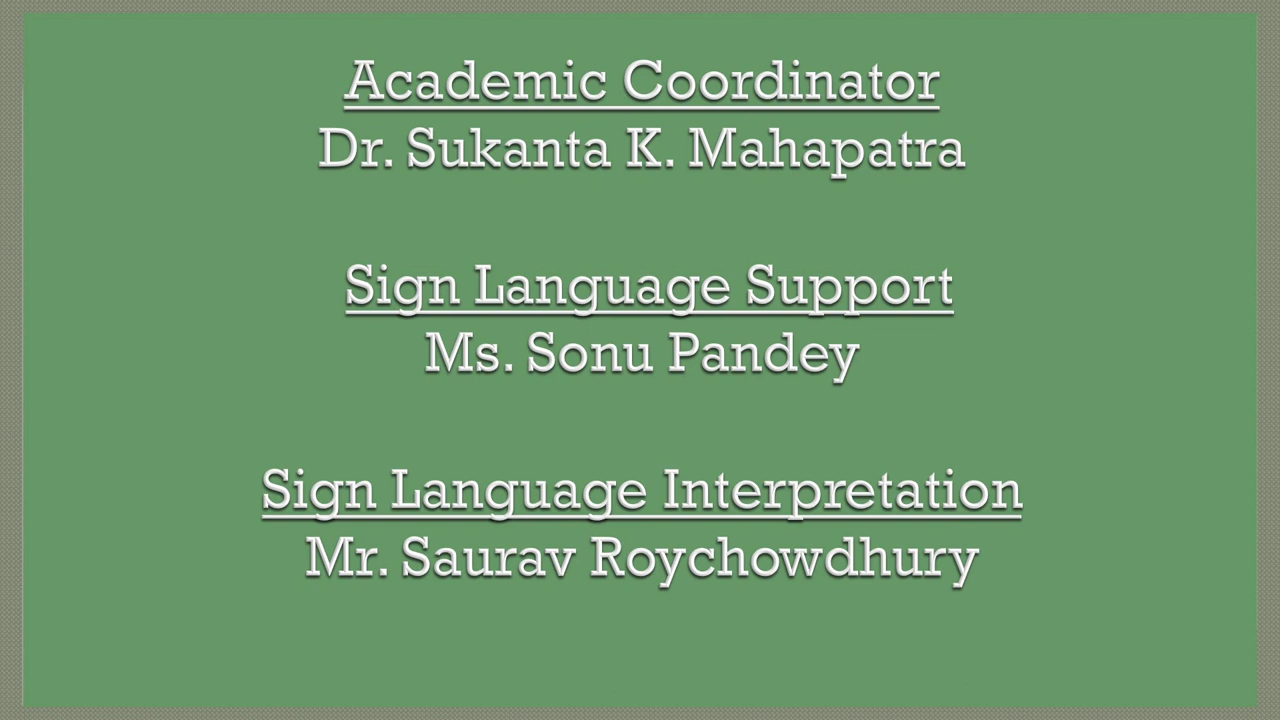 Academic Coordinator
Dr. Sukanta K. Mahapatra
Sign Language Support
Ms. Sonu Pandey
Sign Language Interpretation
Mr. Saurav Roychowdhury